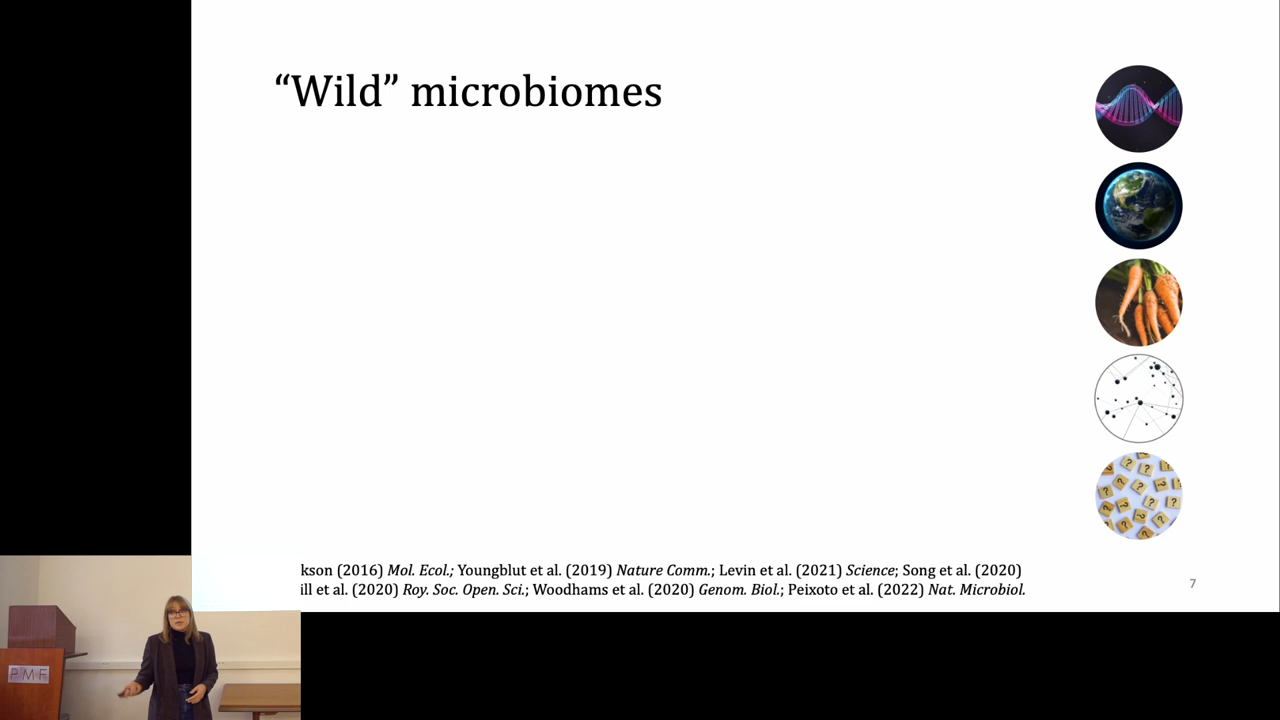 “Wild” microbiomes
kson (2016) Mol. Ecol.; Youngblut et al. (2019) Nature Comm.; Levin et al. (2021) Science; Song et al. (2020)
ill et al. (2020) Roy. Soc. Open. Sci.; Woodhams et al. (2020) Genom. Biol.; Peixoto et al. (2022) Nat. Microbiol.
7
PMF